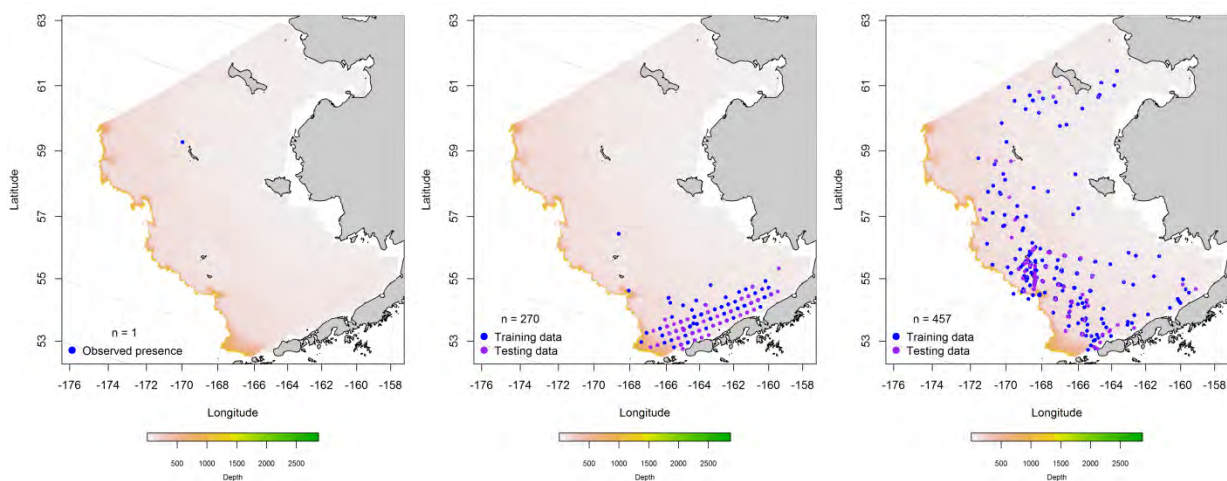 63
61
59
57
55
53
Latitude
n = 1
Observed presence
-176 -174 -172 -170 -168 -166 -164 -162 -160 -158 -157
Longitude
500 1000 1500 2000 2500
Depth
63
61
59
57
55
53
Latitude
n = 270
Training data
Testing data
-176 -174 -172 -170 -168 -166 -164 -162 -160 -158 -157
Longitude
500 1000 1500 2000 2500
Depth
63
61
59
57
55
53
Latitude
n = 457
Training data
Testing data
-176 -174 -172 -170 -168 -166 -164 -162 -160 -158
Longitude
500 1000 1500 2000 2500
Depth